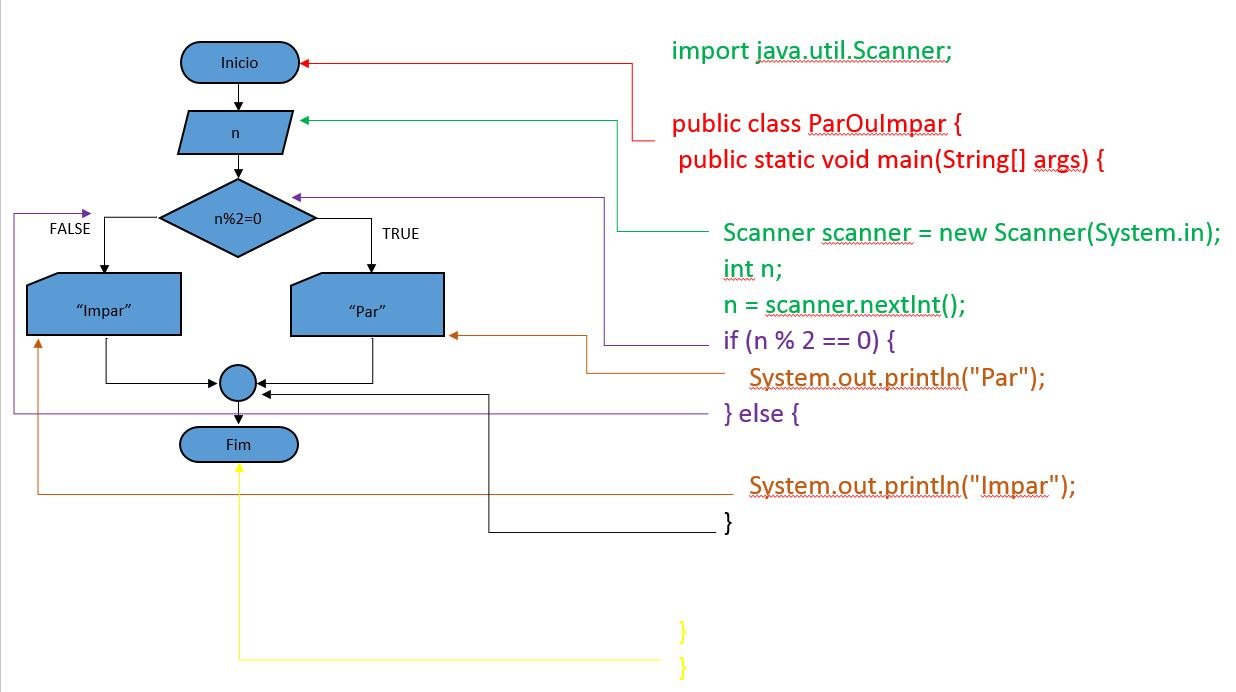 Inicio
n
n%2=0
FALSE
TRUE
“Impar”
“Par”
Fim
import java.util.Scanner;
public class ParOuImpar {
public static void main(String[] args) {
Scanner scanner = new Scanner(System.in);
int n;
n = scanner.nextInt();
if (n % 2 == 0) {
System.out.println("Par");
} else {
System.out.println("Impar");
}
}
}